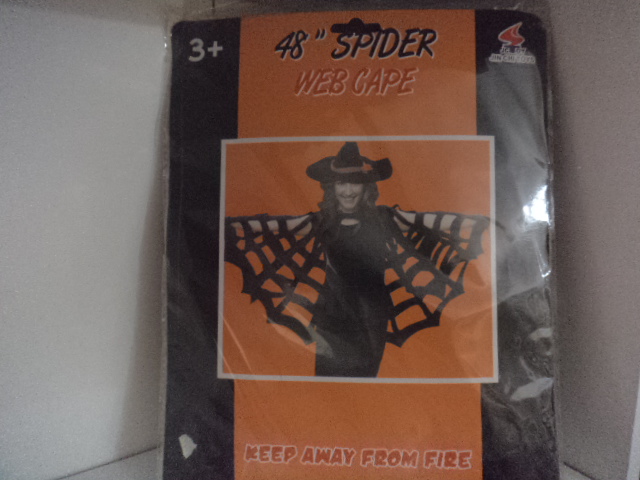 3+
48" SPIDER
WEB CAPE
KEEP AWAY FROM FIRE